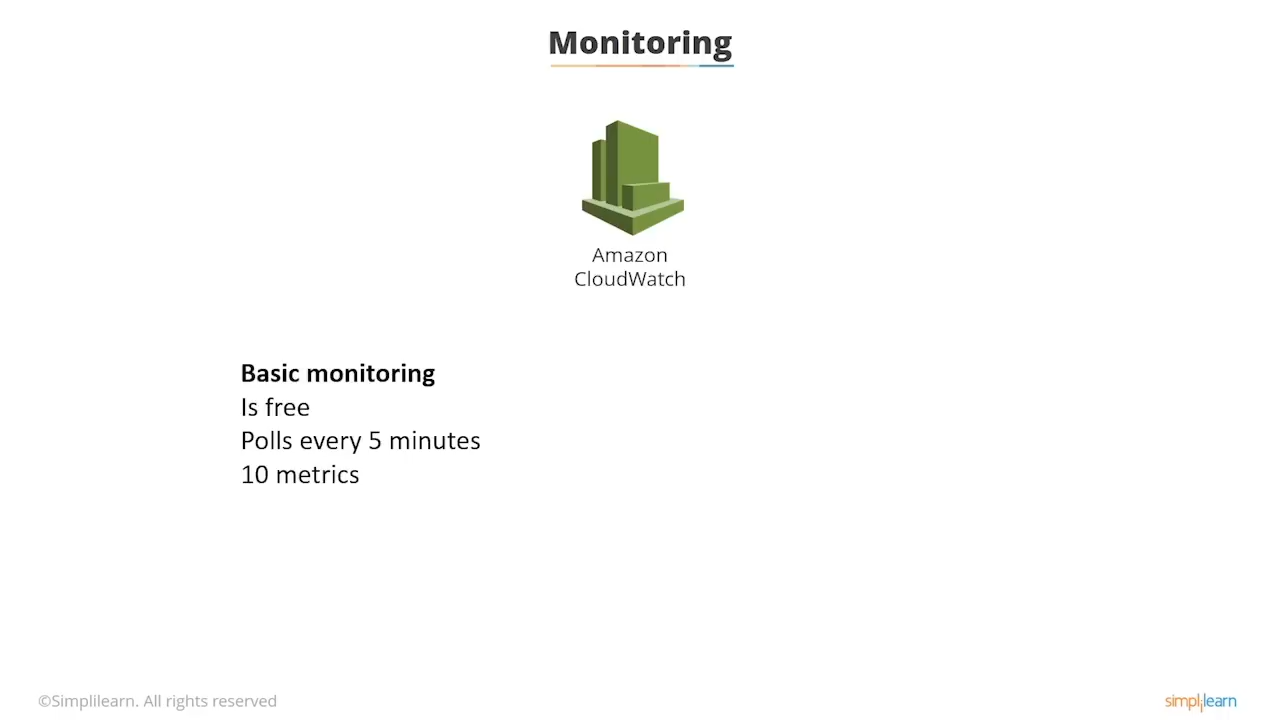 Monitoring
Amazon
CloudWatch
Basic monitoring
Is free
Polls every 5 minutes
10 metrics
©Simplilearn. All rights reserved
simplilearn